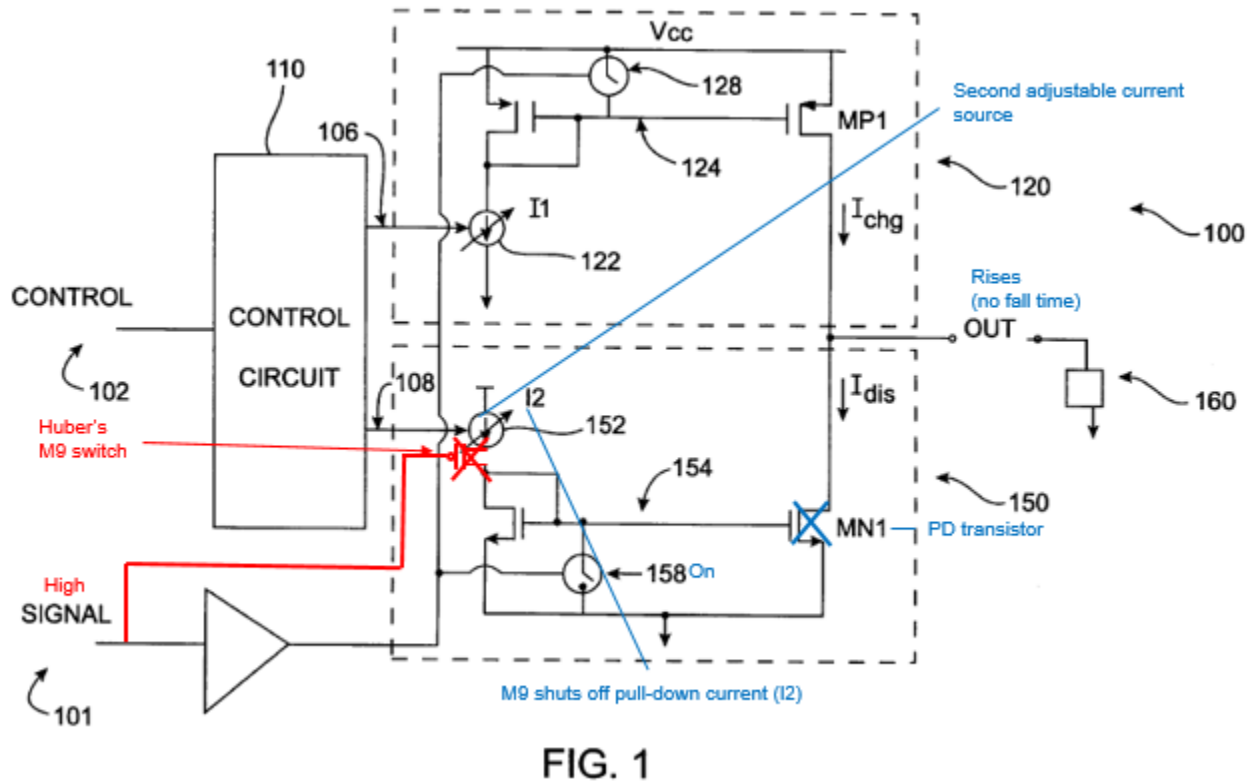 Vcc
110
128
Second adjustable current
source
106
MP1
124
120
I1
Ichg
100
122
Rises
(no fall time)
CONTROL
OUT
CONTROL
CIRCUIT
102
108
I2
Idis
160
152
Huber's
M9 switch
154
150
MN1
PD transistor
High
158
On
SIGNAL
M9 shuts off pull-down current (I2)
101
FIG. 1